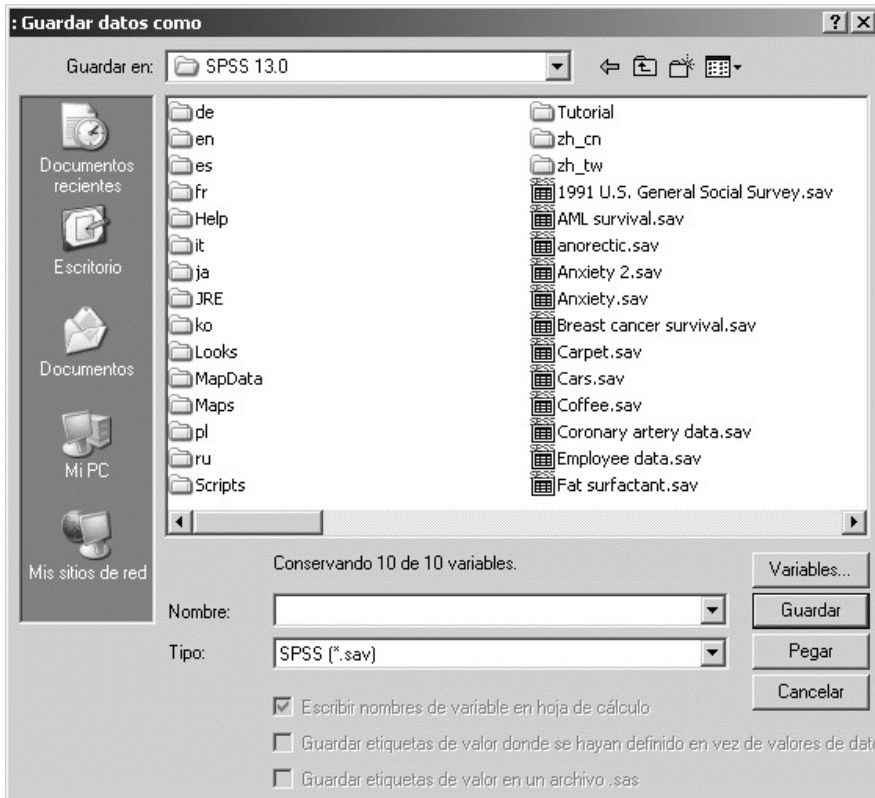 : Guardar datos como
Guardar en:
SPSS 13.0
Documentos
recientes
Escritorio
Documentos
Mi PC
Mis sitios de red
de
en
es
fr
Help
it
ja
JRE
ko
Looks
MapData
Maps
pl
ru
Scripts
Tutorial
zh_cn
zh_tw
1991 U.S. General Social Survey.sav
AML survival.sav
anorectic.sav
Anxiety 2.sav
Anxiety.sav
Breast cancer survival.sav
Carpet.sav
Cars.sav
Coffee.sav
Coronary artery data.sav
Employee data.sav
Fat surfactant.sav
Conservando 10 de 10 variables.
Variables...
Nombre:
Guardar
Tipo:
SPSS (*.sav)
Pegar
Cancelar
Escribir nombres de variable en hoja de cálculo
Guardar etiquetas de valor donde se hayan definido en vez de valores de dato
Guardar etiquetas de valor en un archivo .sas